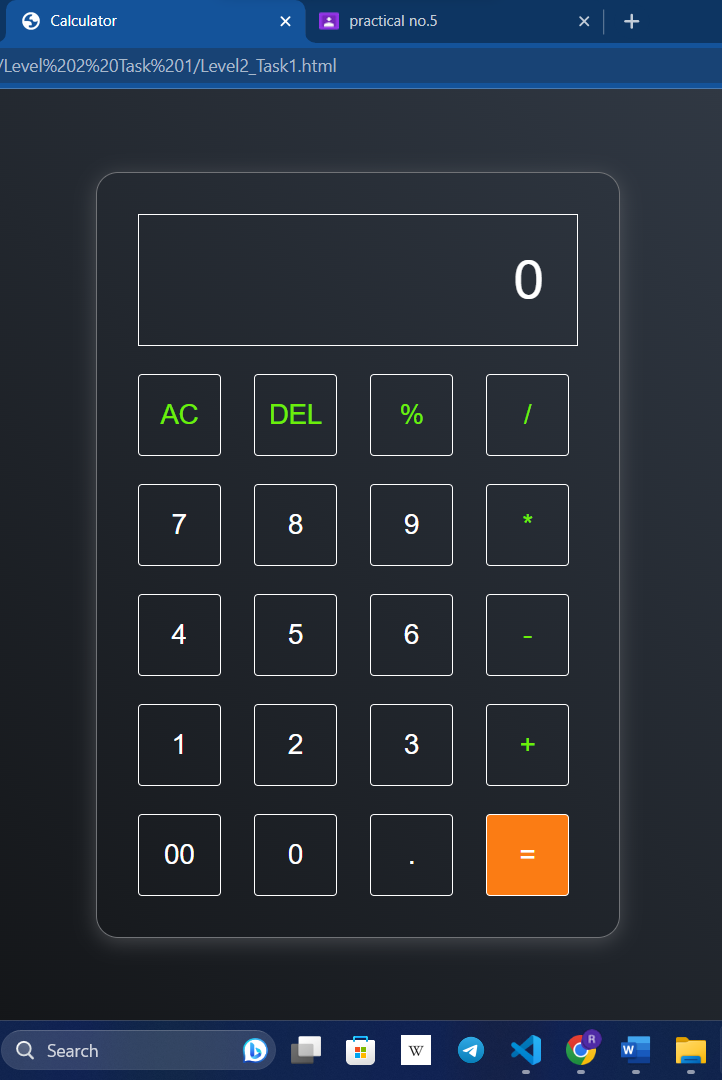 Calculator
practical no.5
/Level%202%20Task%201/Level2_Task1.html
0
AC DEL % /
7 8 9 *
4 5 6 -
1 2 3 +
00 0 . =
Search W R W